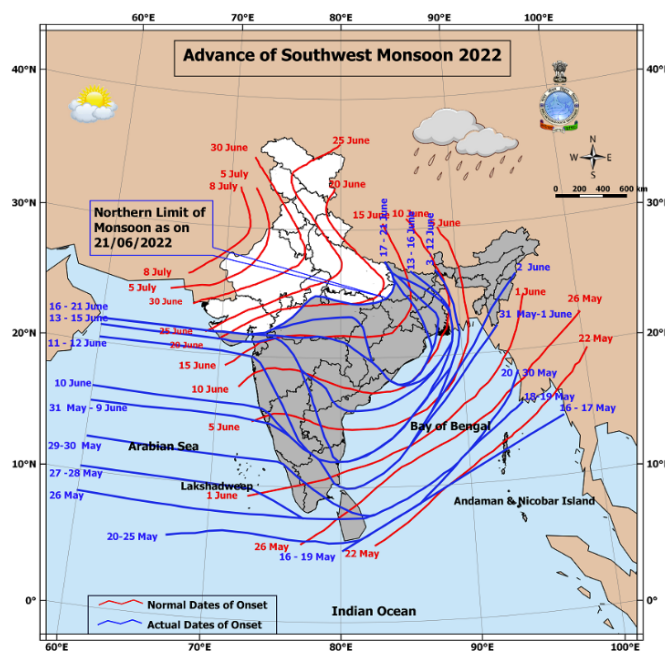 60°E
70°E
80°E
90°E
100°E
Advance of Southwest Monsoon 2022
40°N
40°N
N
W
E
S
0
200
400
600 km
30 June
25 June
5 July
8 July
20 June
30°N
30°N
Northern Limit of
Monsoon as on
21/06/2022
15 June
10 June
5 June
17 - 21 June
13 - 16 June
3 - 12 June
8 July
5 July
30 June
2 June
1 June
26 May
16 - 21 June
13 - 15 June
11 - 12 June
25 June
20 June
15 June
31 May-1 June
22 May
20°N
20°N
10 June
10 June
31 May - 9 June
5 June
20 - 30 May
18-19 May
16 - 17 May
Bay of Bengal
29-30 May
Arabian Sea
27-28 May
Lakshadweep
26 May
1 June
10°N
10°N
Andaman & Nicobar Island
20-25 May
26 May
16 - 19 May
22 May
0°
0°
Normal Dates of Onset
Actual Dates of Onset
Indian Ocean
60°E
70°E
80°E
90°E
100°E